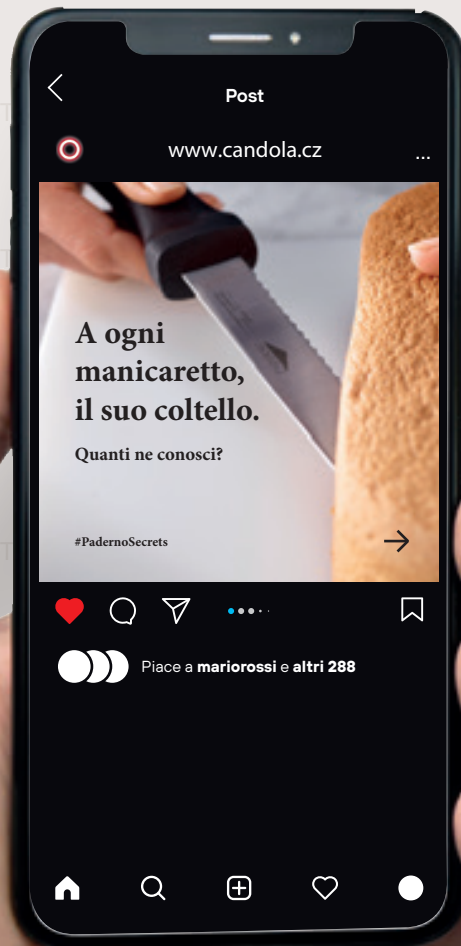 Post
www.candola.cz
...
A ogni
manicaretto,
il suo coltello.
Quanti ne conosci?
#PadernoSecrets
Piace a mariorossi e altri 288